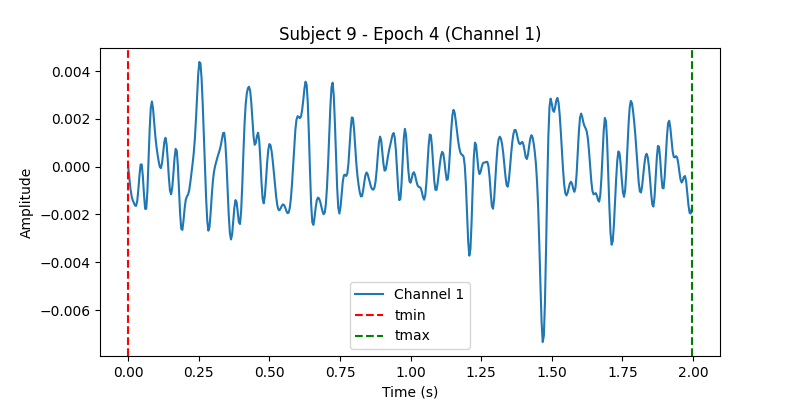 Subject 9 - Epoch 4 (Channel 1)
Amplitude
0.004
0.002
0.000
−0.002
−0.004
−0.006
Channel 1
tmin
tmax
0.00 0.25 0.50 0.75 1.00 1.25 1.50 1.75 2.00
Time (s)